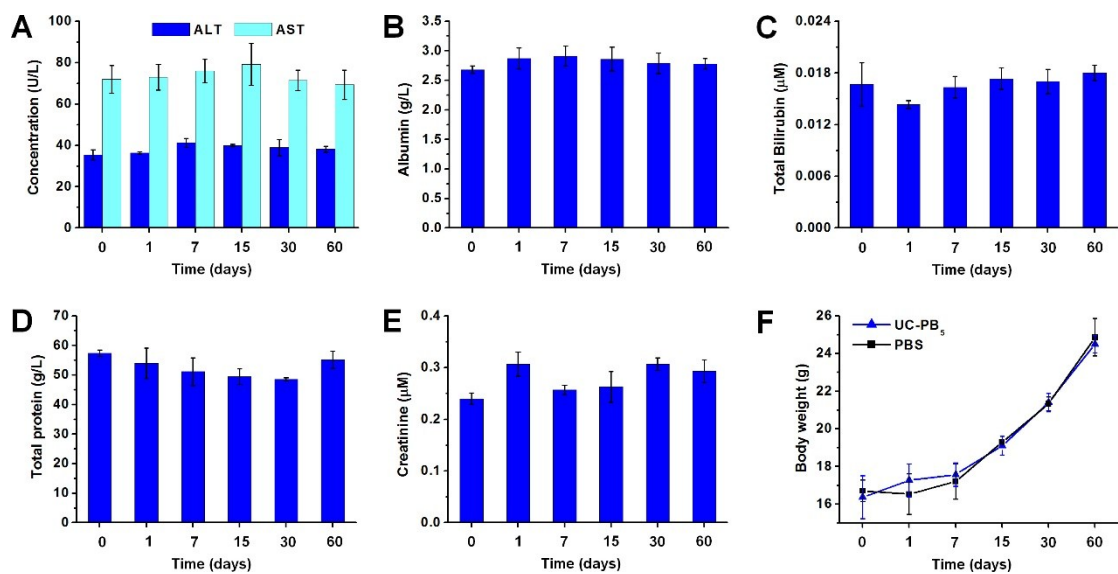 A
ALT
AST
Concentration (U/L)
100
80
60
40
20
0
0 1 7 15 30 60
Time (days)
B
Albumin (g/L)
3.5
3.0
2.5
2.0
1.5
1.0
0.5
0.0
0 1 7 15 30 60
Time (days)
C
Total Bilirubin (μM)
0.024
0.018
0.012
0.006
0.000
0 1 7 15 30 60
Time (days)
D
Total protein (g/L)
70
60
50
40
30
20
10
0
0 1 7 15 30 60
Time (days)
E
Creatinine (μM)
0.4
0.3
0.2
0.1
0.0
0 1 7 15 30 60
Time (days)
F
UC-PB₅
PBS
Body weight (g)
26
24
22
20
18
16
14
0 1 7 15 30 60
Time (days)